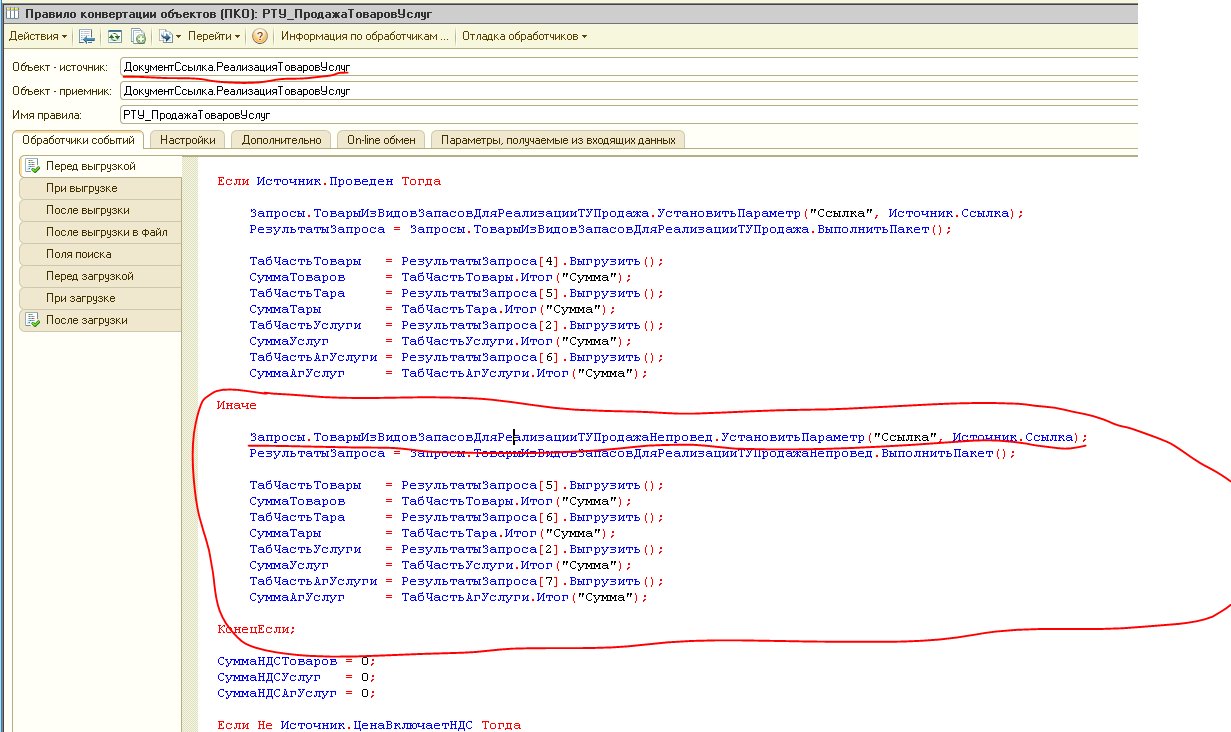 Правило конвертации объектов (ПКО): РТУ_ПродажаТоваровУслуг
Действия Перейти Информация по обработчикам ... Отладка обработчиков
Объект - источник: ДокументСсылка.РеализацияТоваровУслуг
Объект - приемник: ДокументСсылка.РеализацияТоваровУслуг
Имя правила: РТУ_ПродажаТоваровУслуг
Обработчики событий Настройки Дополнительно On-line обмен Параметры, получаемые из входящих данных
Перед выгрузкой
При выгрузке
После выгрузки
После выгрузки в файл
Поля поиска
Перед загрузкой
При загрузке
После загрузки
Если Источник.Проведен Тогда
Запросы.ТоварыИзВидовЗапасовДляРеализацииТУПродажа.УстановитьПараметр("Ссылка", Источник.Ссылка);
РезультатыЗапроса = Запросы.ТоварыИзВидовЗапасовДляРеализацииТУПродажа.ВыполнитьПакет();
ТабЧастьТовары = РезультатыЗапроса[4].Выгрузить();
СуммаТоваров = ТабЧастьТовары.Итог("Сумма");
ТабЧастьТара = РезультатыЗапроса[5].Выгрузить();
СуммаТары = ТабЧастьТара.Итог("Сумма");
ТабЧастьУслуги = РезультатыЗапроса[2].Выгрузить();
СуммаУслуг = ТабЧастьУслуги.Итог("Сумма");
ТабЧастьАгУслуги = РезультатыЗапроса[6].Выгрузить();
СуммаАгУслуг = ТабЧастьАгУслуги.Итог("Сумма");
Иначе
Запросы.ТоварыИзВидовЗапасовДляРеализацииТУПродажаНепровед.УстановитьПараметр("Ссылка", Источник.Ссылка);
РезультатыЗапроса = Запросы.ТоварыИзВидовЗапасовДляРеализацииТУПродажаНепровед.ВыполнитьПакет();
ТабЧастьТовары = РезультатыЗапроса[5].Выгрузить();
СуммаТоваров = ТабЧастьТовары.Итог("Сумма");
ТабЧастьТара = РезультатыЗапроса[6].Выгрузить();
СуммаТары = ТабЧастьТара.Итог("Сумма");
ТабЧастьУслуги = РезультатыЗапроса[2].Выгрузить();
СуммаУслуг = ТабЧастьУслуги.Итог("Сумма");
ТабЧастьАгУслуги = РезультатыЗапроса[7].Выгрузить();
СуммаАгУслуг = ТабЧастьАгУслуги.Итог("Сумма");
КонецЕсли;
СуммаНДСТоваров = 0;
СуммаНДСУслуг = 0;
СуммаНДСАгУслуг = 0;
Если Не Источник.ЦенаВключаетНДС Тогда